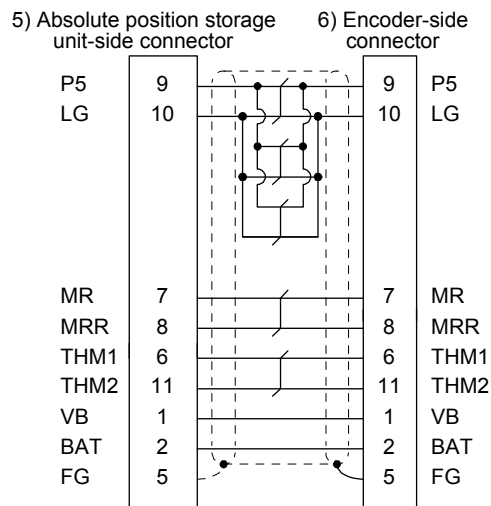 5) Absolute position storage
unit-side connector
6) Encoder-side
connector
P5 9 9 P5
LG 10 10 LG
MR 7 7 MR
MRR 8 8 MRR
THM1 6 6 THM1
THM2 11 11 THM2
VB 1 1 VB
BAT 2 2 BAT
FG 5 5 FG